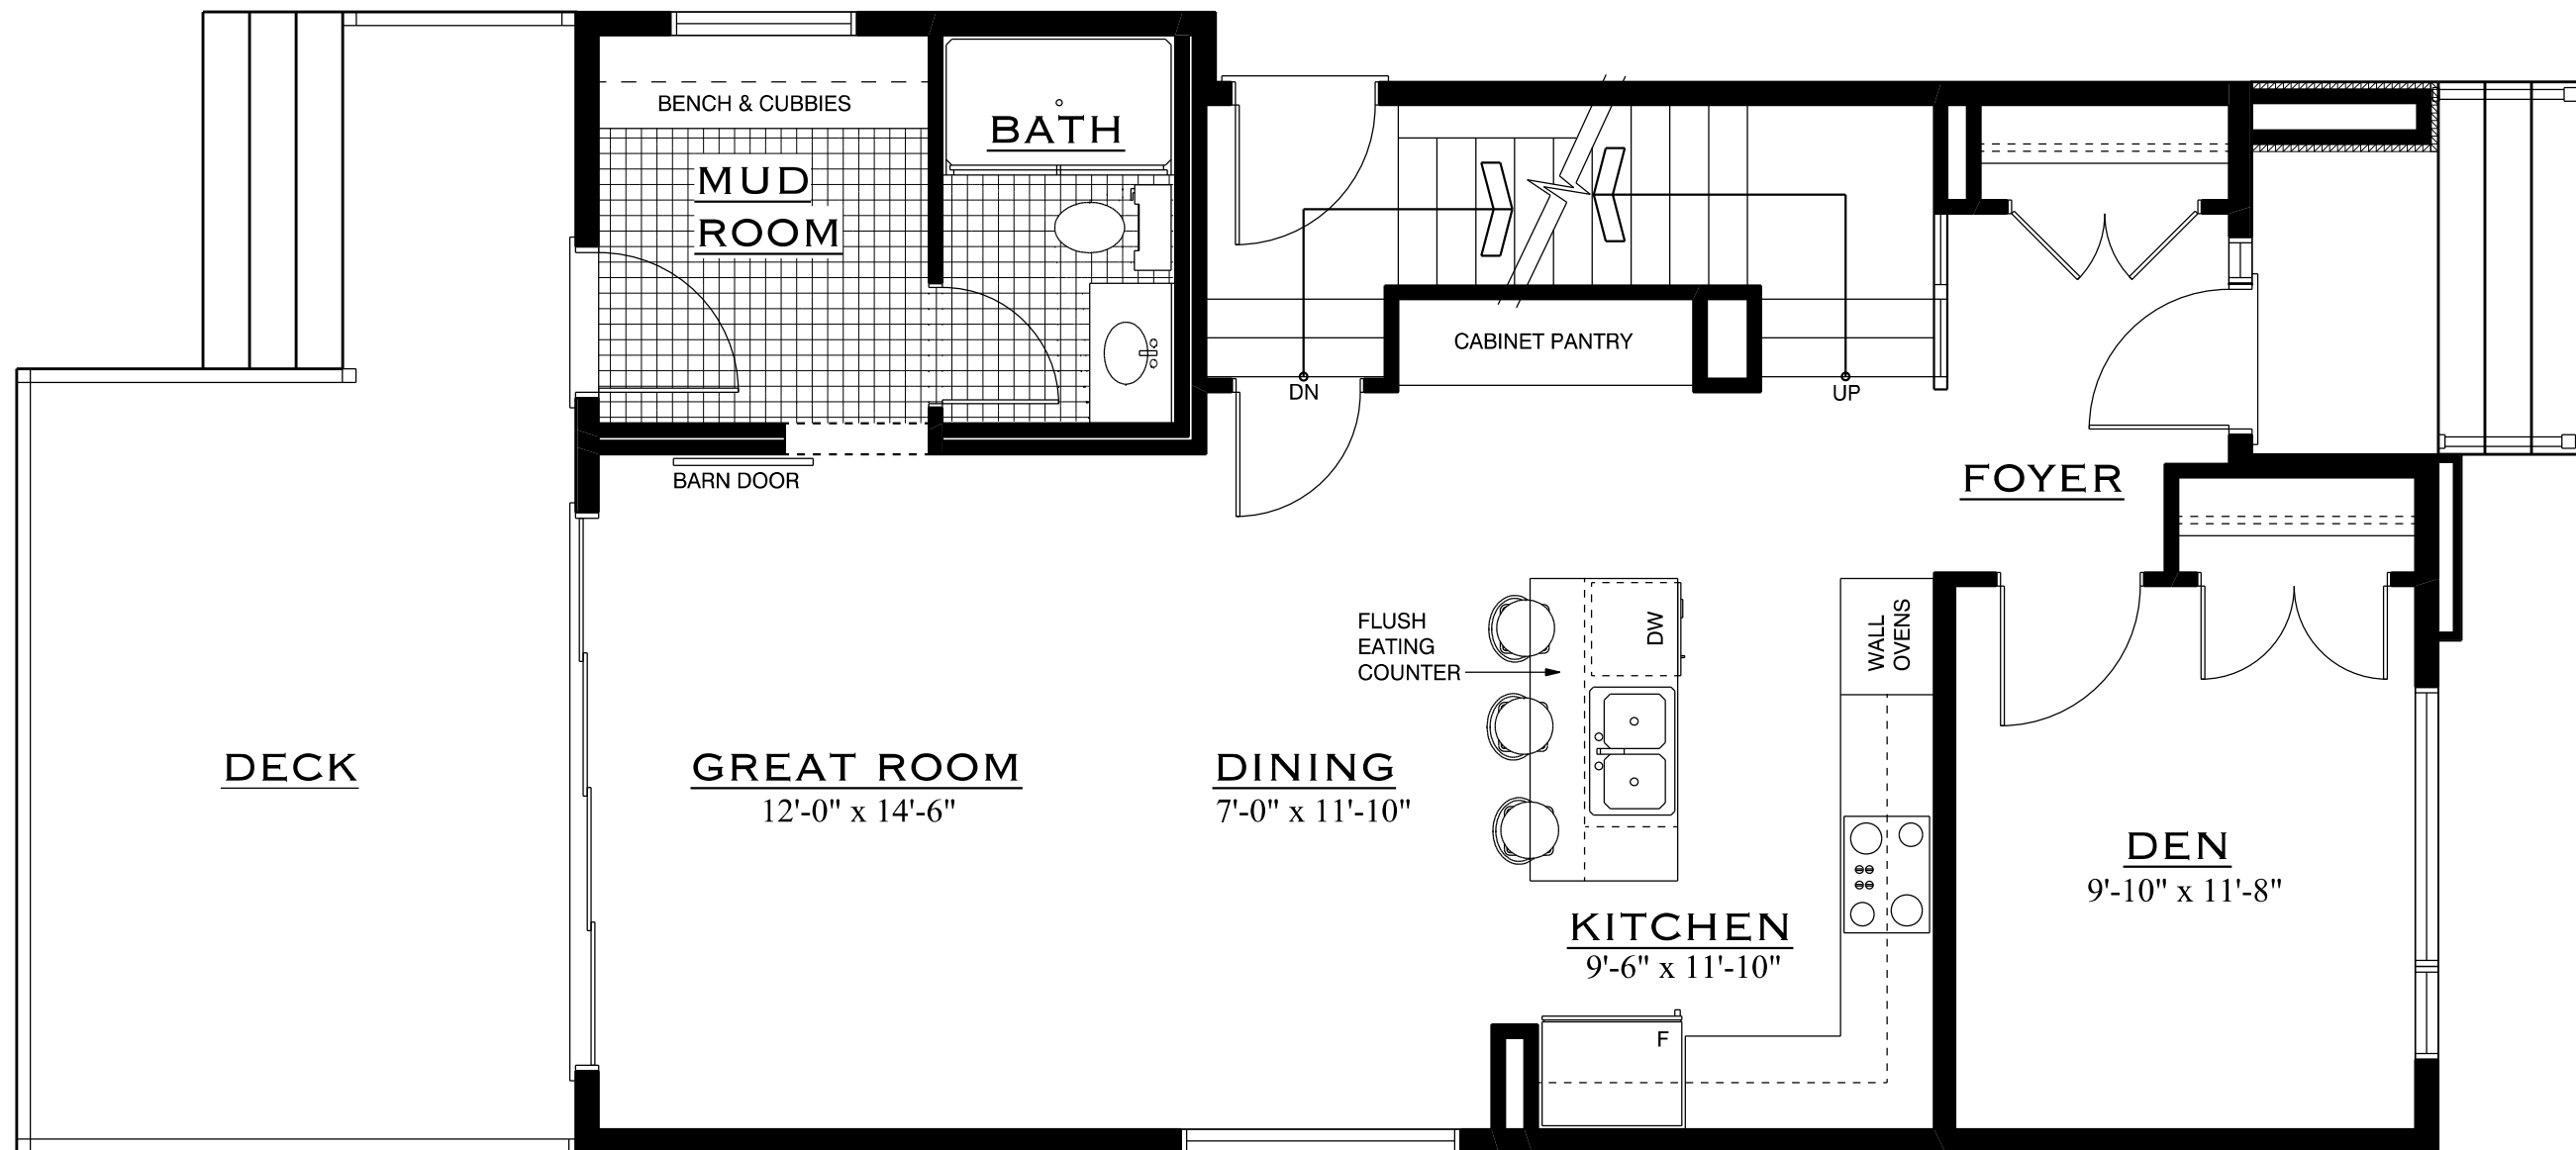 BENCH & CUBBIES
BATH
MUD
ROOM
CABINET PANTRY
DN
UP
BARN DOOR
FOYER
FLUSH
EATING
COUNTER
DW
WALL
OVENS
DECK
GREAT ROOM
12'-0" x 14'-6"
DINING
7'-0" x 11'-10"
DEN
9'-10" x 11'-8"
KITCHEN
9'-6" x 11'-10"
F